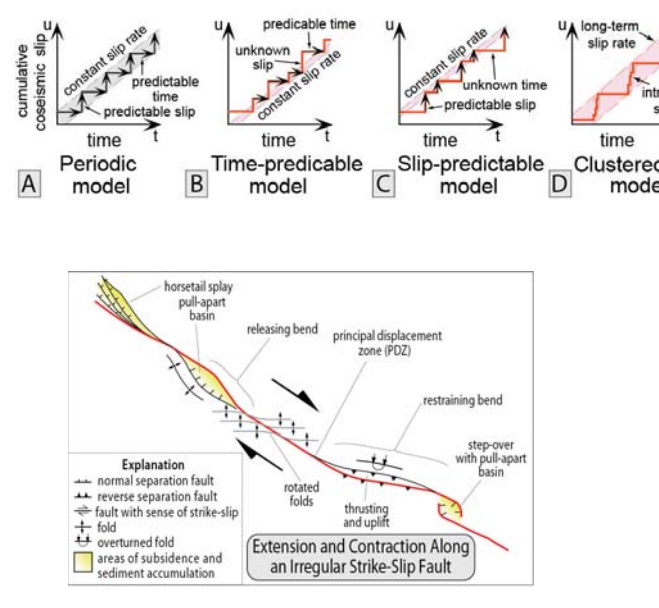 u
cumulative
coseismic slip
constant slip rate
predictable
time
predictable slip
time
t
A
Periodic
model
u
predictable time
unknown
slip
constant slip rate
time
t
B
Time-predicable
model
u
constant slip rate
unknown time
predictable slip
time
t
C
Slip-predictable
model
u
long-term
slip rate
time
D
horsetail splay
pull-apart
basin
releasing bend
principal displacement
zone (PDZ)
restraining bend
step-over
with pull-apart
basin
rotated
folds
thrusting
and uplift
Explanation
normal separation fault
reverse separation fault
fault with sense of strike-slip
fold
overturned fold
areas of subsidence and
sediment accumulation
Extension and Contraction Along
an Irregular Strike-Slip Fault